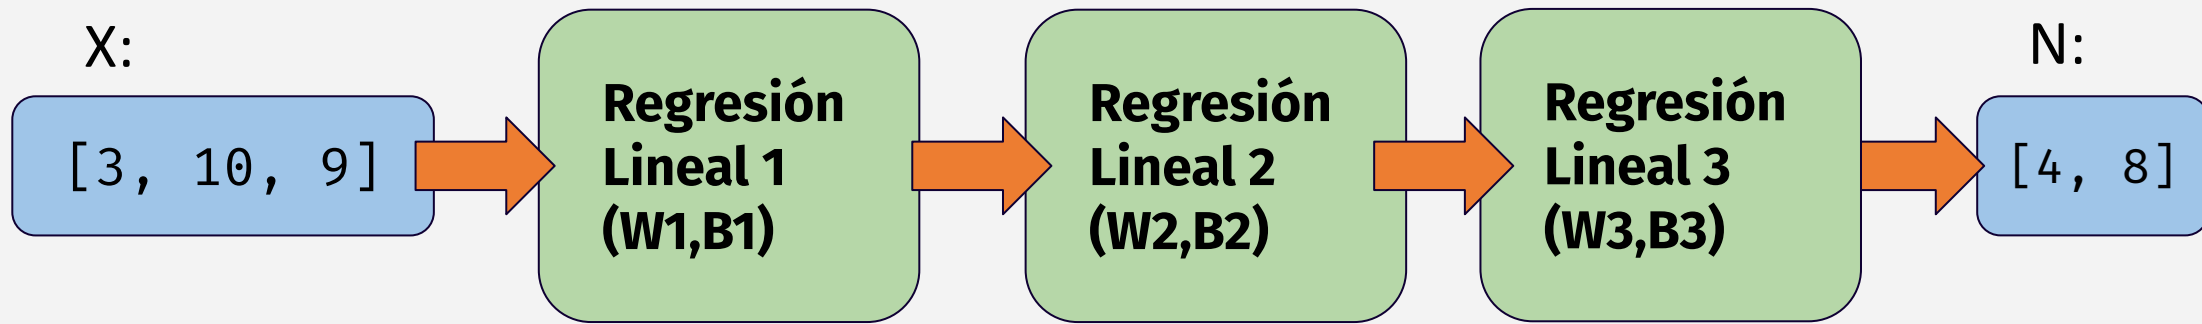 X:
[3, 10, 9]
Regresión
Lineal 1
(W1,B1)
Regresión
Lineal 2
(W2,B2)
Regresión
Lineal 3
(W3,B3)
N:
[4, 8]